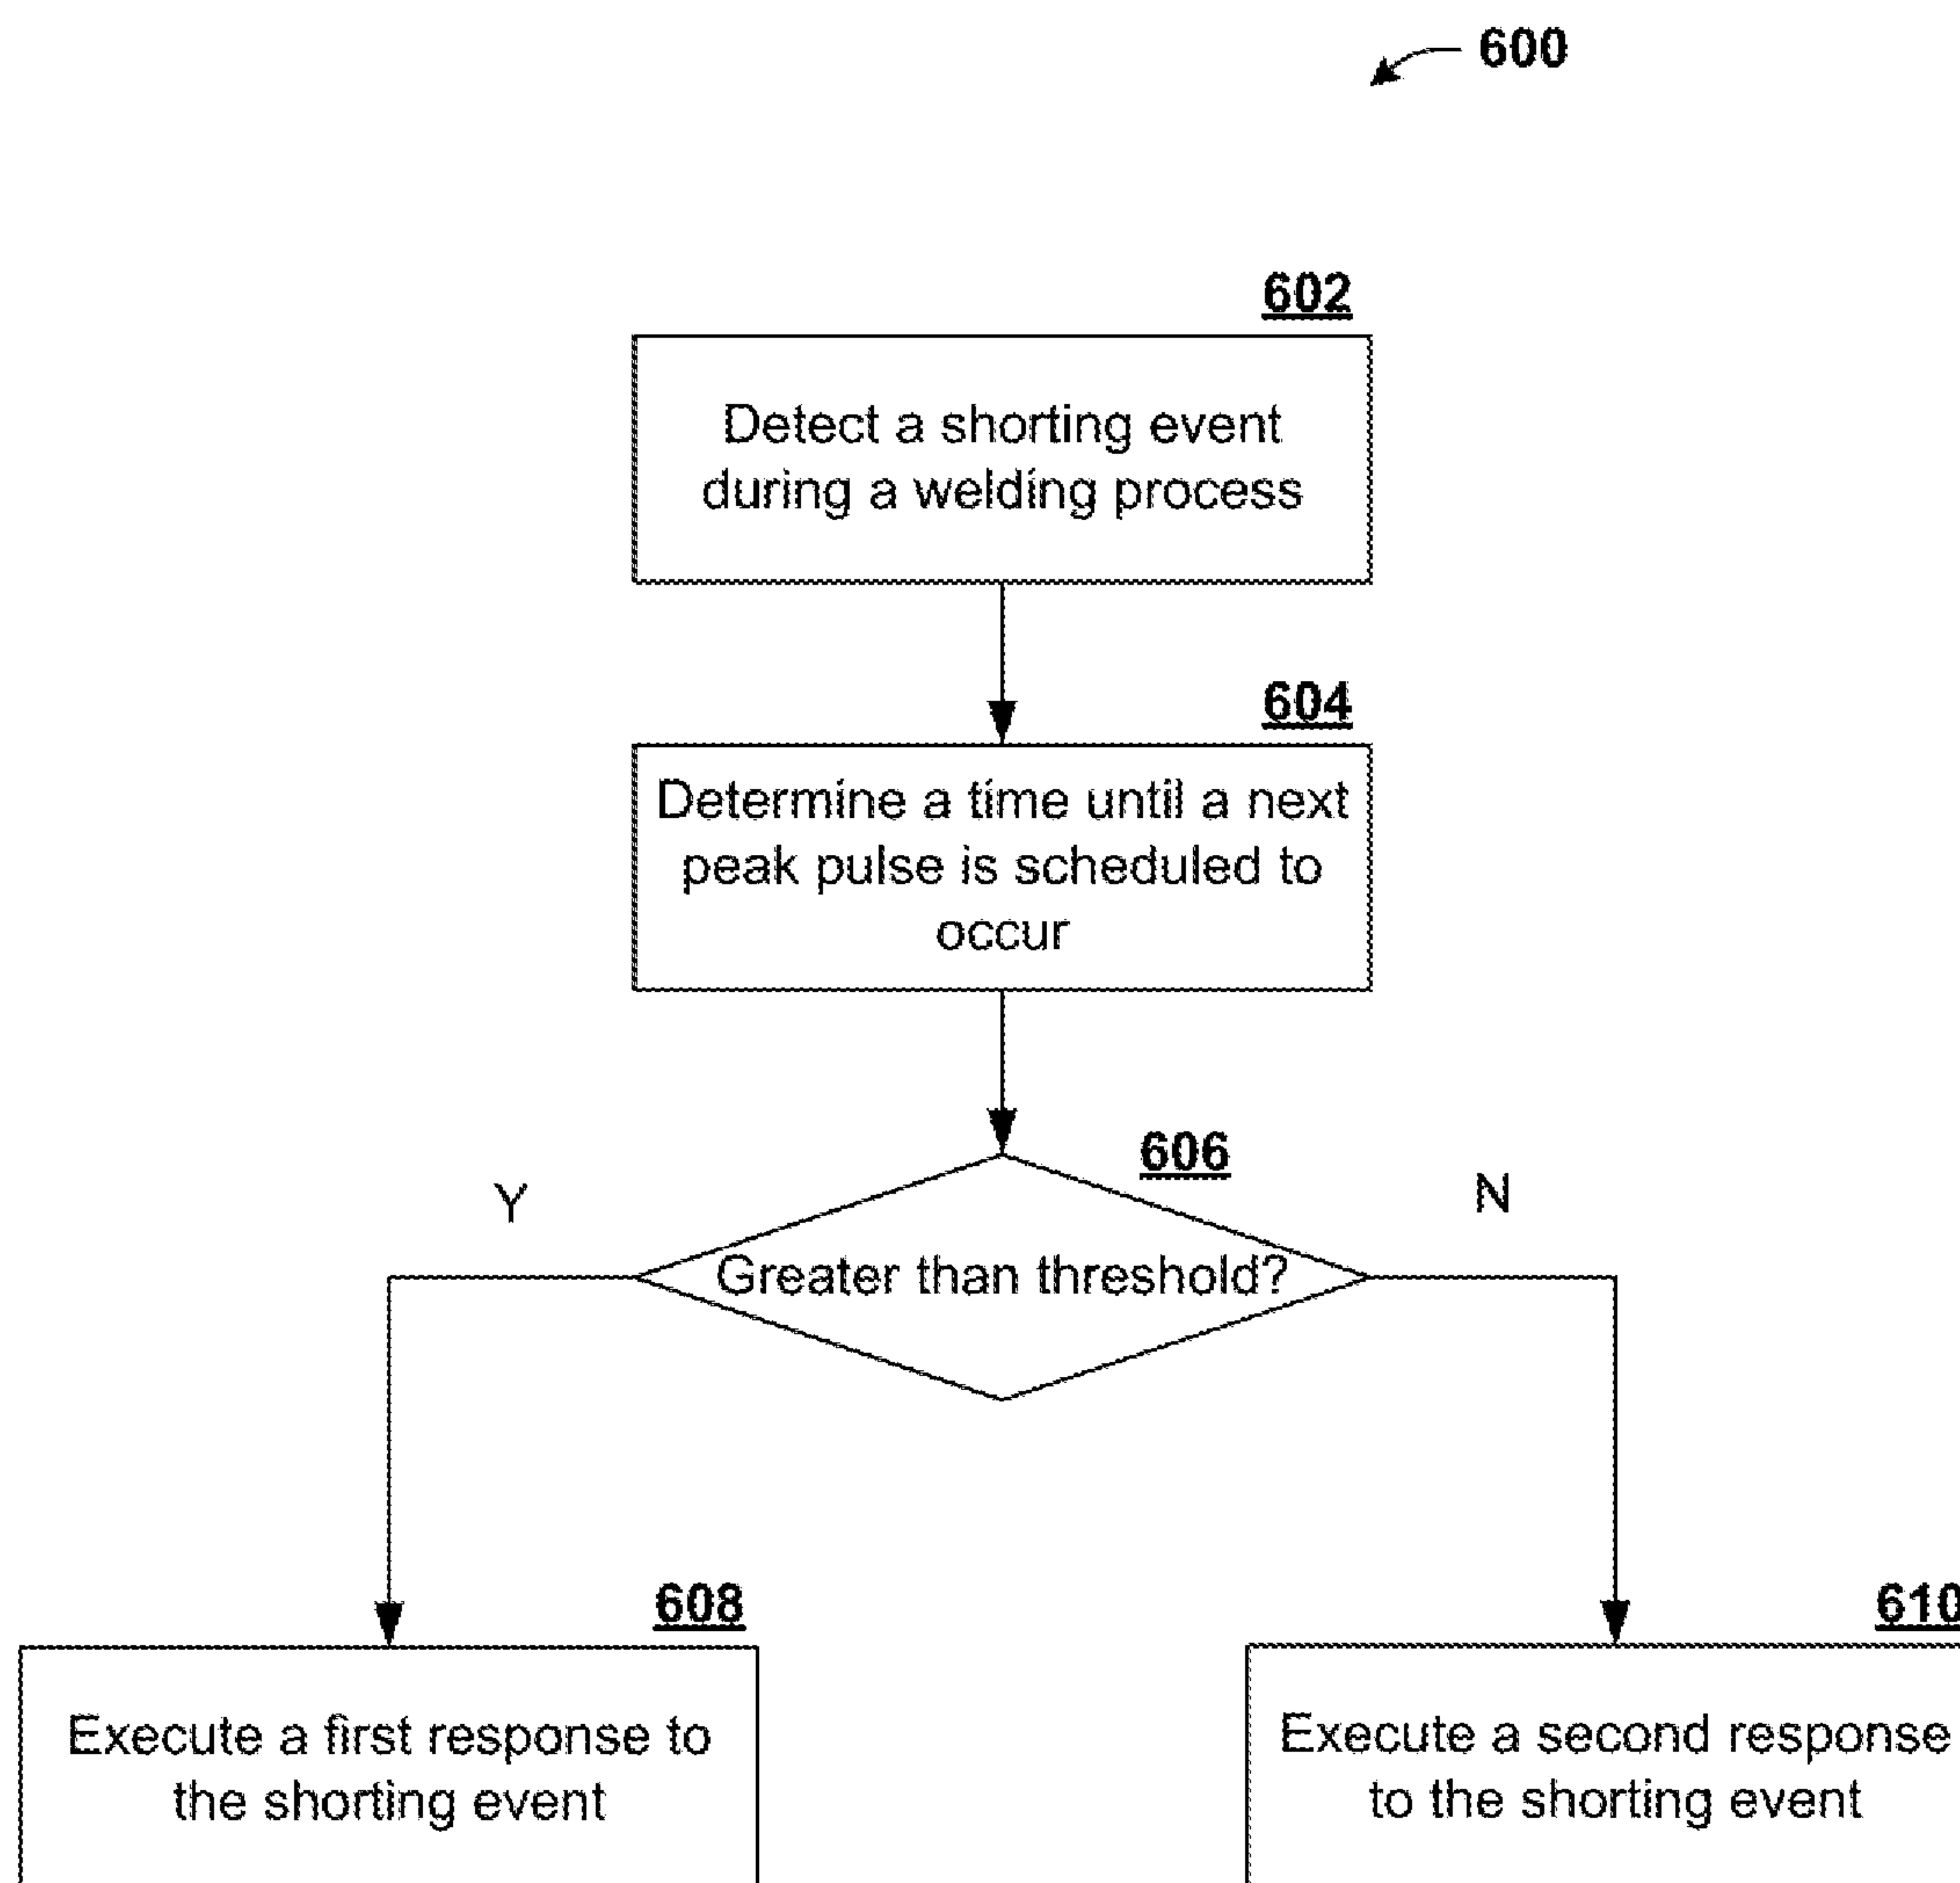 600
602
Detect a shorting event
during a welding process
604
Determine a time until a next
peak pulse is scheduled to
occur
606
Y
N
Greater than threshold?
608
610
Execute a first response to
the shorting event
Execute a second response
to the shorting event